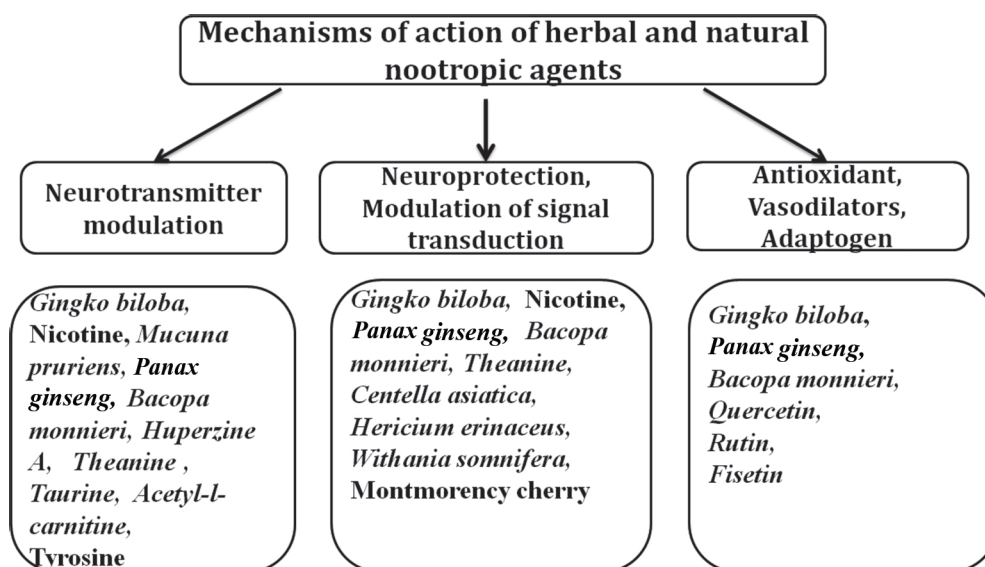 Mechanisms of action of herbal and natural
nootropic agents
Neurotransmitter
modulation
Neuroprotection,
Modulation of signal
transduction
Antioxidant,
Vasodilators,
Adaptogen
Gingko biloba,
Nicotine, Mucuna
pruriens, Panax
ginseng, Bacopa
monnieri, Huperzine
A, Theanine ,
Taurine, Acetyl-l-
carnitine,
Tyrosine
Gingko biloba, Nicotine,
Panax ginseng, Bacopa
monnieri, Theanine,
Centella asiatica,
Hericium erinaceus,
Withania somnifera,
Montmorency cherry
Gingko biloba,
Panax ginseng,
Bacopa monnieri,
Quercetin,
Rutin,
Fisetin